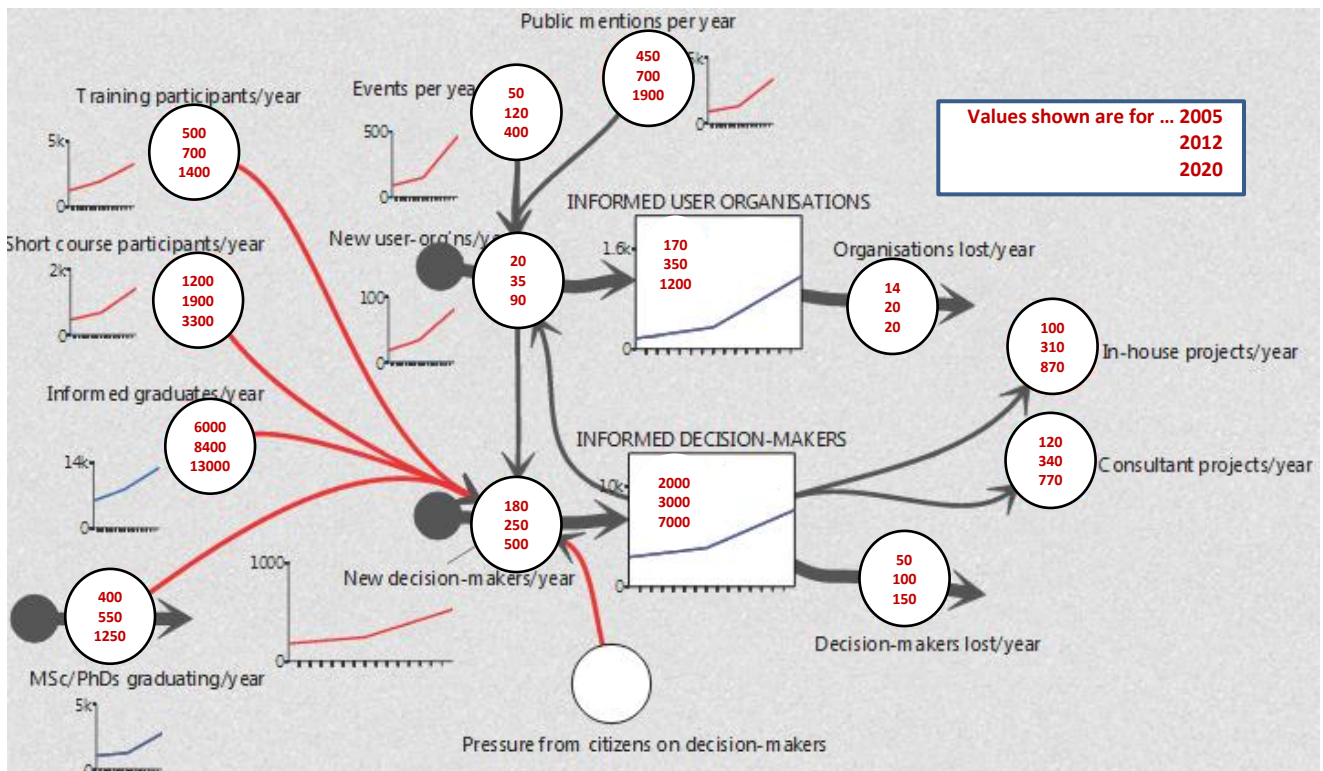 Public mentions per year
450
700
1900
5k
0
Events per yea
50
120
400
500
0
Training participants/year
500
700
1400
5k
0
Values shown are for ... 2005
2012
2020
INFORMED USER ORGANISATIONS
1.6k
170
350
1200
0
New user-org'ns/ye
20
35
90
100
0
Organisations lost/year
14
20
20
Short course participants/year
1200
1900
3300
2k
0
100
310
870
In-house projects/year
Informed graduates/year
6000
8400
13000
14k
0
INFORMED DECISION-MAKERS
10k
2000
3000
7000
0
120
340
770
Consultant projects/year
180
250
500
New decision-makers/year
1000
0
50
100
150
Decision-makers lost/year
400
550
1250
MSc/PhDs graduating/year
5k
0
Pressure from citizens on decision-makers